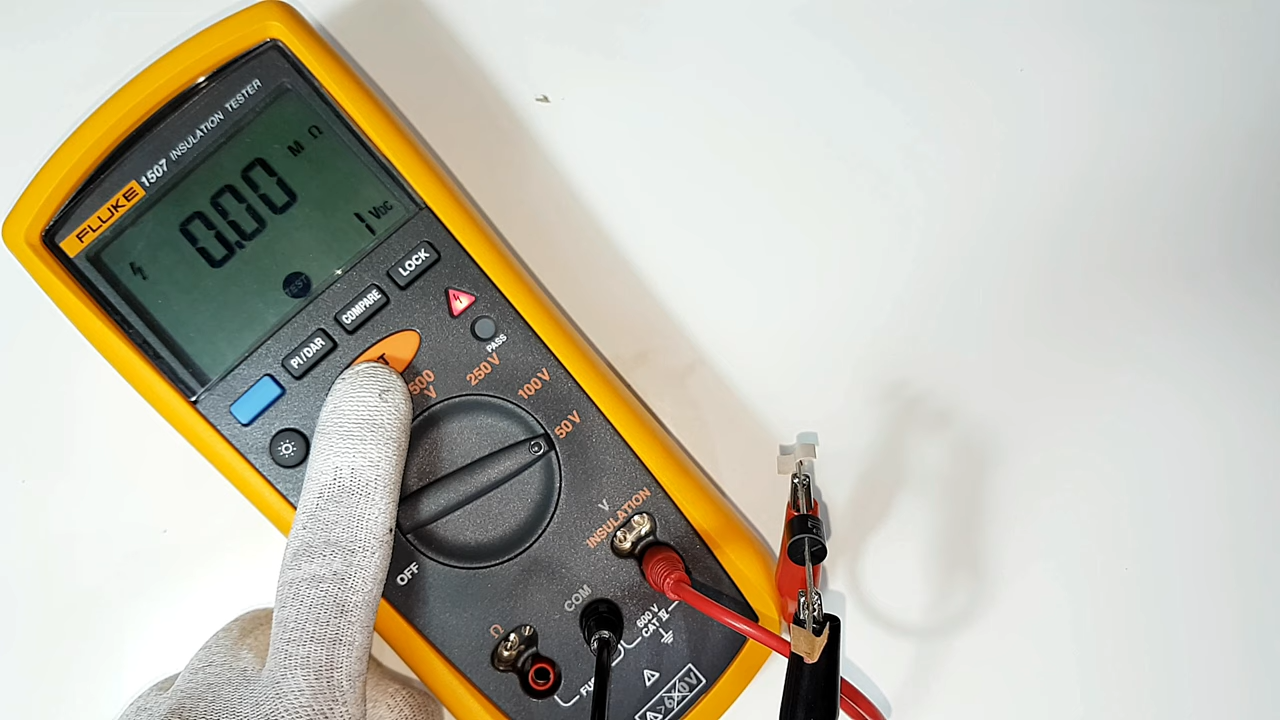 FLUKE 1507 INSULATION TESTER
0.00 M Ω
1 VDC
TEST
PI/DAR COMPARE LOCK
PASS
500 V
250 V
100 V
50 V
OFF
V
INSULATION
COM
Ω
600 V
CAT IV